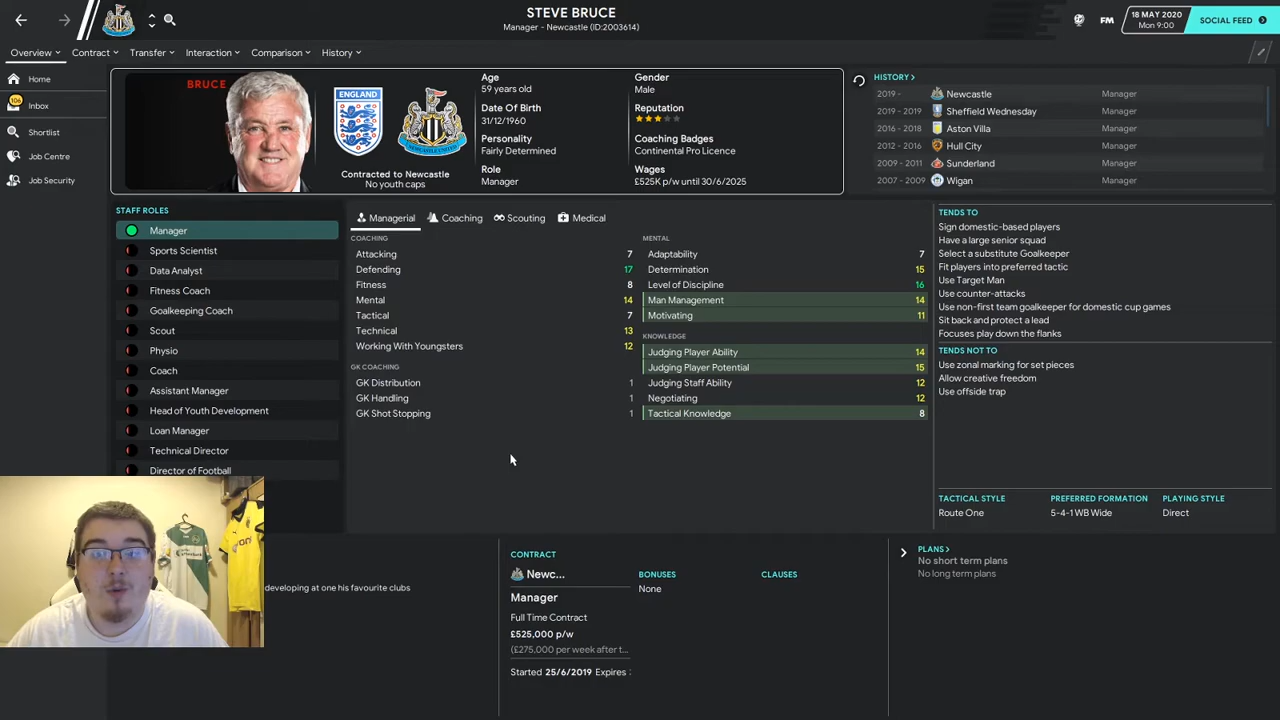 STEVE BRUCE
Manager - Newcastle (ID:2003614)
FM
18 MAY 2020
Mon 9:00
SOCIAL FEED
Overview
Contract
Transfer
Interaction
Comparison
History
Home
106
Inbox
Shortlist
Job Centre
Job Security
BRUCE
ENGLAND
Contracted to Newcastle
No youth caps
Age
59 years old
Date Of Birth
31/12/1960
Personality
Fairly Determined
Role
Manager
Gender
Male
Reputation
Coaching Badges
Continental Pro Licence
Wages
£525K p/w until 30/6/2025
HISTORY >
2019 - Newcastle Manager
2019 - 2019 Sheffield Wednesday Manager
2016 - 2018 Aston Villa Manager
2012 - 2016 Hull City Manager
2009 - 2011 Sunderland Manager
2007 - 2009 Wigan Manager
STAFF ROLES
Manager
Sports Scientist
Data Analyst
Fitness Coach
Goalkeeping Coach
Scout
Physio
Coach
Assistant Manager
Head of Youth Development
Loan Manager
Technical Director
Director of Football
Managerial
Coaching
Scouting
Medical
COACHING
Attacking 7
Defending 17
Fitness 8
Mental 14
Tactical 7
Technical 13
Working With Youngsters 12
GK COACHING
GK Distribution 1
GK Handling 1
GK Shot Stopping 1
MENTAL
Adaptability 7
Determination 15
Level of Discipline 16
Man Management 14
Motivating 11
KNOWLEDGE
Judging Player Ability 14
Judging Player Potential 15
Judging Staff Ability 12
Negotiating 12
Tactical Knowledge 8
TENDS TO
Sign domestic-based players
Have a large senior squad
Select a substitute Goalkeeper
Fit players into preferred tactic
Use Target Man
Use counter-attacks
Use non-first team goalkeeper for domestic cup games
Sit back and protect a lead
Focuses play down the flanks
TENDS NOT TO
Use zonal marking for set pieces
Allow creative freedom
Use offside trap
TACTICAL STYLE
Route One
PREFERRED FORMATION
5-4-1 WB Wide
PLAYING STYLE
Direct
developing at one his favourite clubs
CONTRACT
Newc...
Manager
Full Time Contract
£525,000 p/w
(£275,000 per week after t...
Started 25/6/2019 Expires :
BONUSES
None
CLAUSES
PLANS >
No short term plans
No long term plans